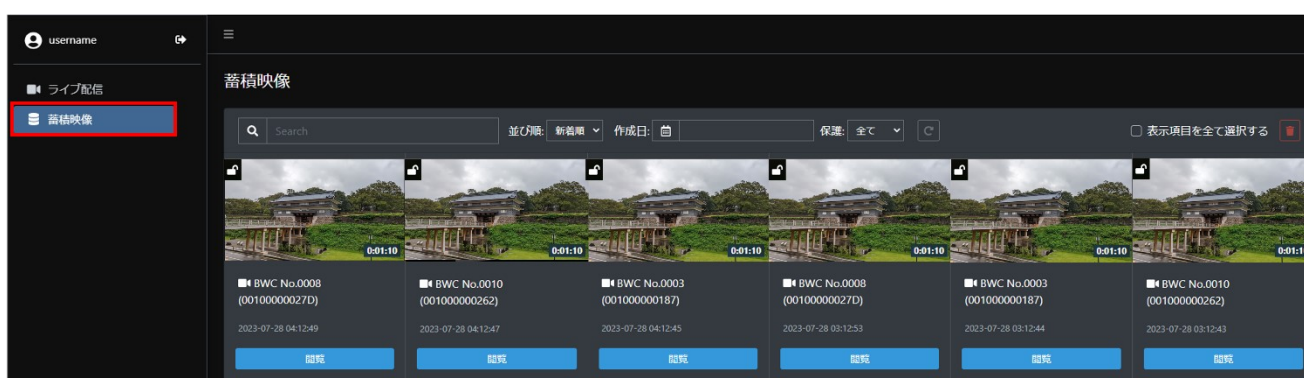 username
ライブ配信
蓄積映像
蓄積映像
Search 並び順: 新着順 作成日: 保護: 全て 表示項目を全て選択する
0:01:10 0:01:10 0:01:10 0:01:10 0:01:10 0:01:1
BWC No.0008 BWC No.0010 BWC No.0003 BWC No.0008 BWC No.0003 BWC No.0010
(00100000027D) (001000000262) (001000000187) (00100000027D) (001000000187) (001000000262)
2023-07-28 04:12:49 2023-07-28 04:12:47 2023-07-28 04:12:45 2023-07-28 03:12:53 2023-07-28 03:12:44 2023-07-28 03:12:43
閲覧 閲覧 閲覧 閲覧 閲覧 閲覧